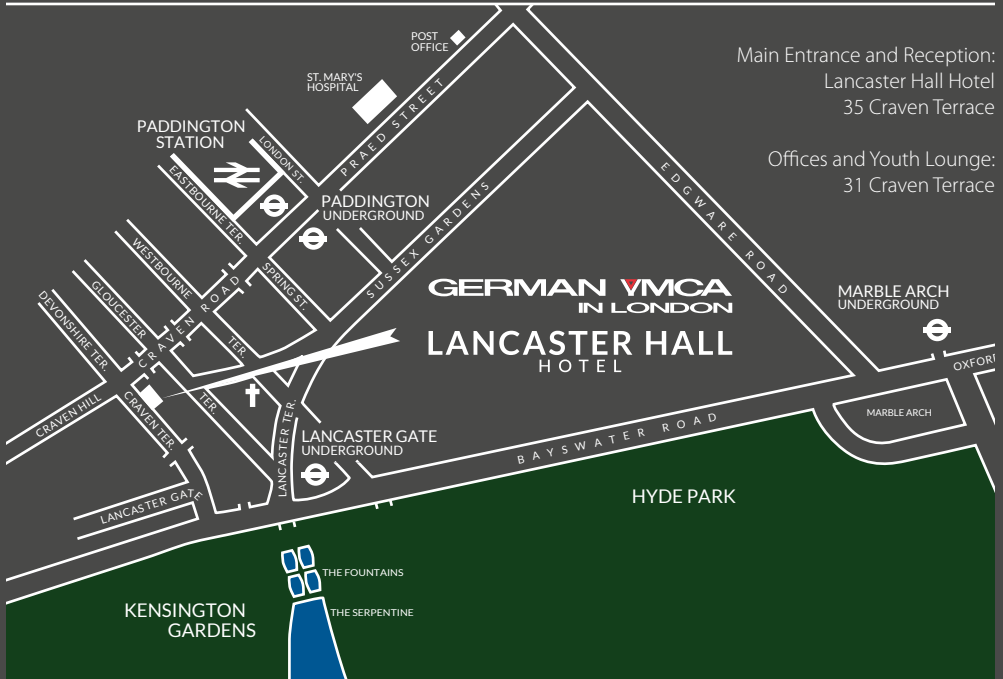 POST
OFFICE
ST. MARY'S
HOSPITAL
Main Entrance and Reception:
Lancaster Hall Hotel
35 Craven Terrace
Offices and Youth Lounge:
31 Craven Terrace
PADDINGTON
STATION
LONDON ST.
PRAED STREET
EASTBOURNE TER.
PADDINGTON
UNDERGROUND
SUSSEX GARDENS
EDGWARE ROAD
WESTBOURNE
TER.
GLOUCESTER
TER.
DEVONSHIRE TER.
CRAVEN ROAD
SPRING ST.
GERMAN YMCA
IN LONDON
LANCASTER HALL
HOTEL
MARBLE ARCH
UNDERGROUND
OXFOR
MARBLE ARCH
CRAVEN HILL
CRAVEN TER.
LANCASTER TER.
LANCASTER GATE
UNDERGROUND
BAYSWATER ROAD
LANCASTER GATE
HYDE PARK
THE FOUNTAINS
THE SERPENTINE
KENSINGTON
GARDENS